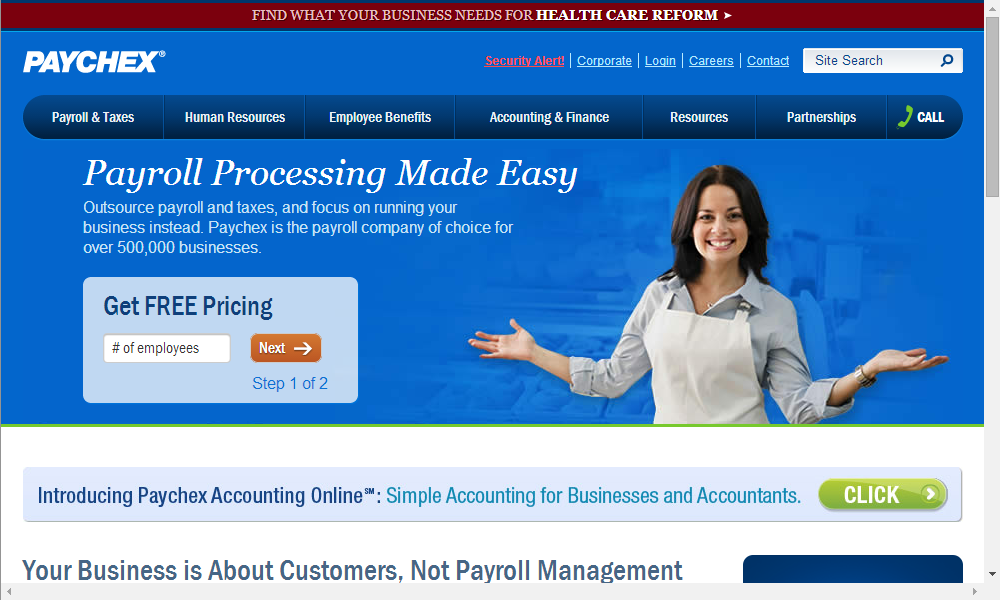 FIND WHAT YOUR BUSINESS NEEDS FOR HEALTH CARE REFORM ➤
PAYCHEX®
Security Alert! | Corporate | Login | Careers | Contact
Site Search
Payroll & Taxes
Human Resources
Employee Benefits
Accounting & Finance
Resources
Partnerships
CALL
Payroll Processing Made Easy
Outsource payroll and taxes, and focus on running your
business instead. Paychex is the payroll company of choice for
over 500,000 businesses.
Get FREE Pricing
# of employees
Next →
Step 1 of 2
Introducing Paychex Accounting Online℠: Simple Accounting for Businesses and Accountants.
CLICK
Your Business is About Customers, Not Payroll Management